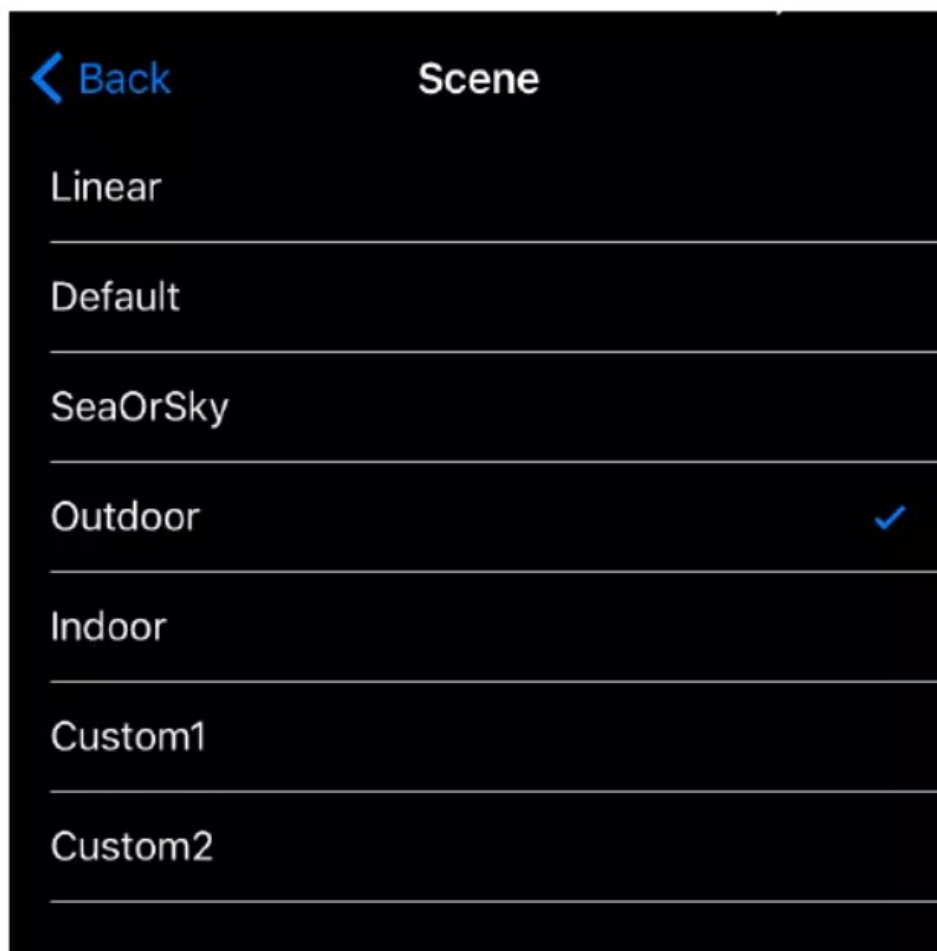 Back
Scene
Linear
Default
SeaOrSky
Outdoor
Indoor
Custom1
Custom2